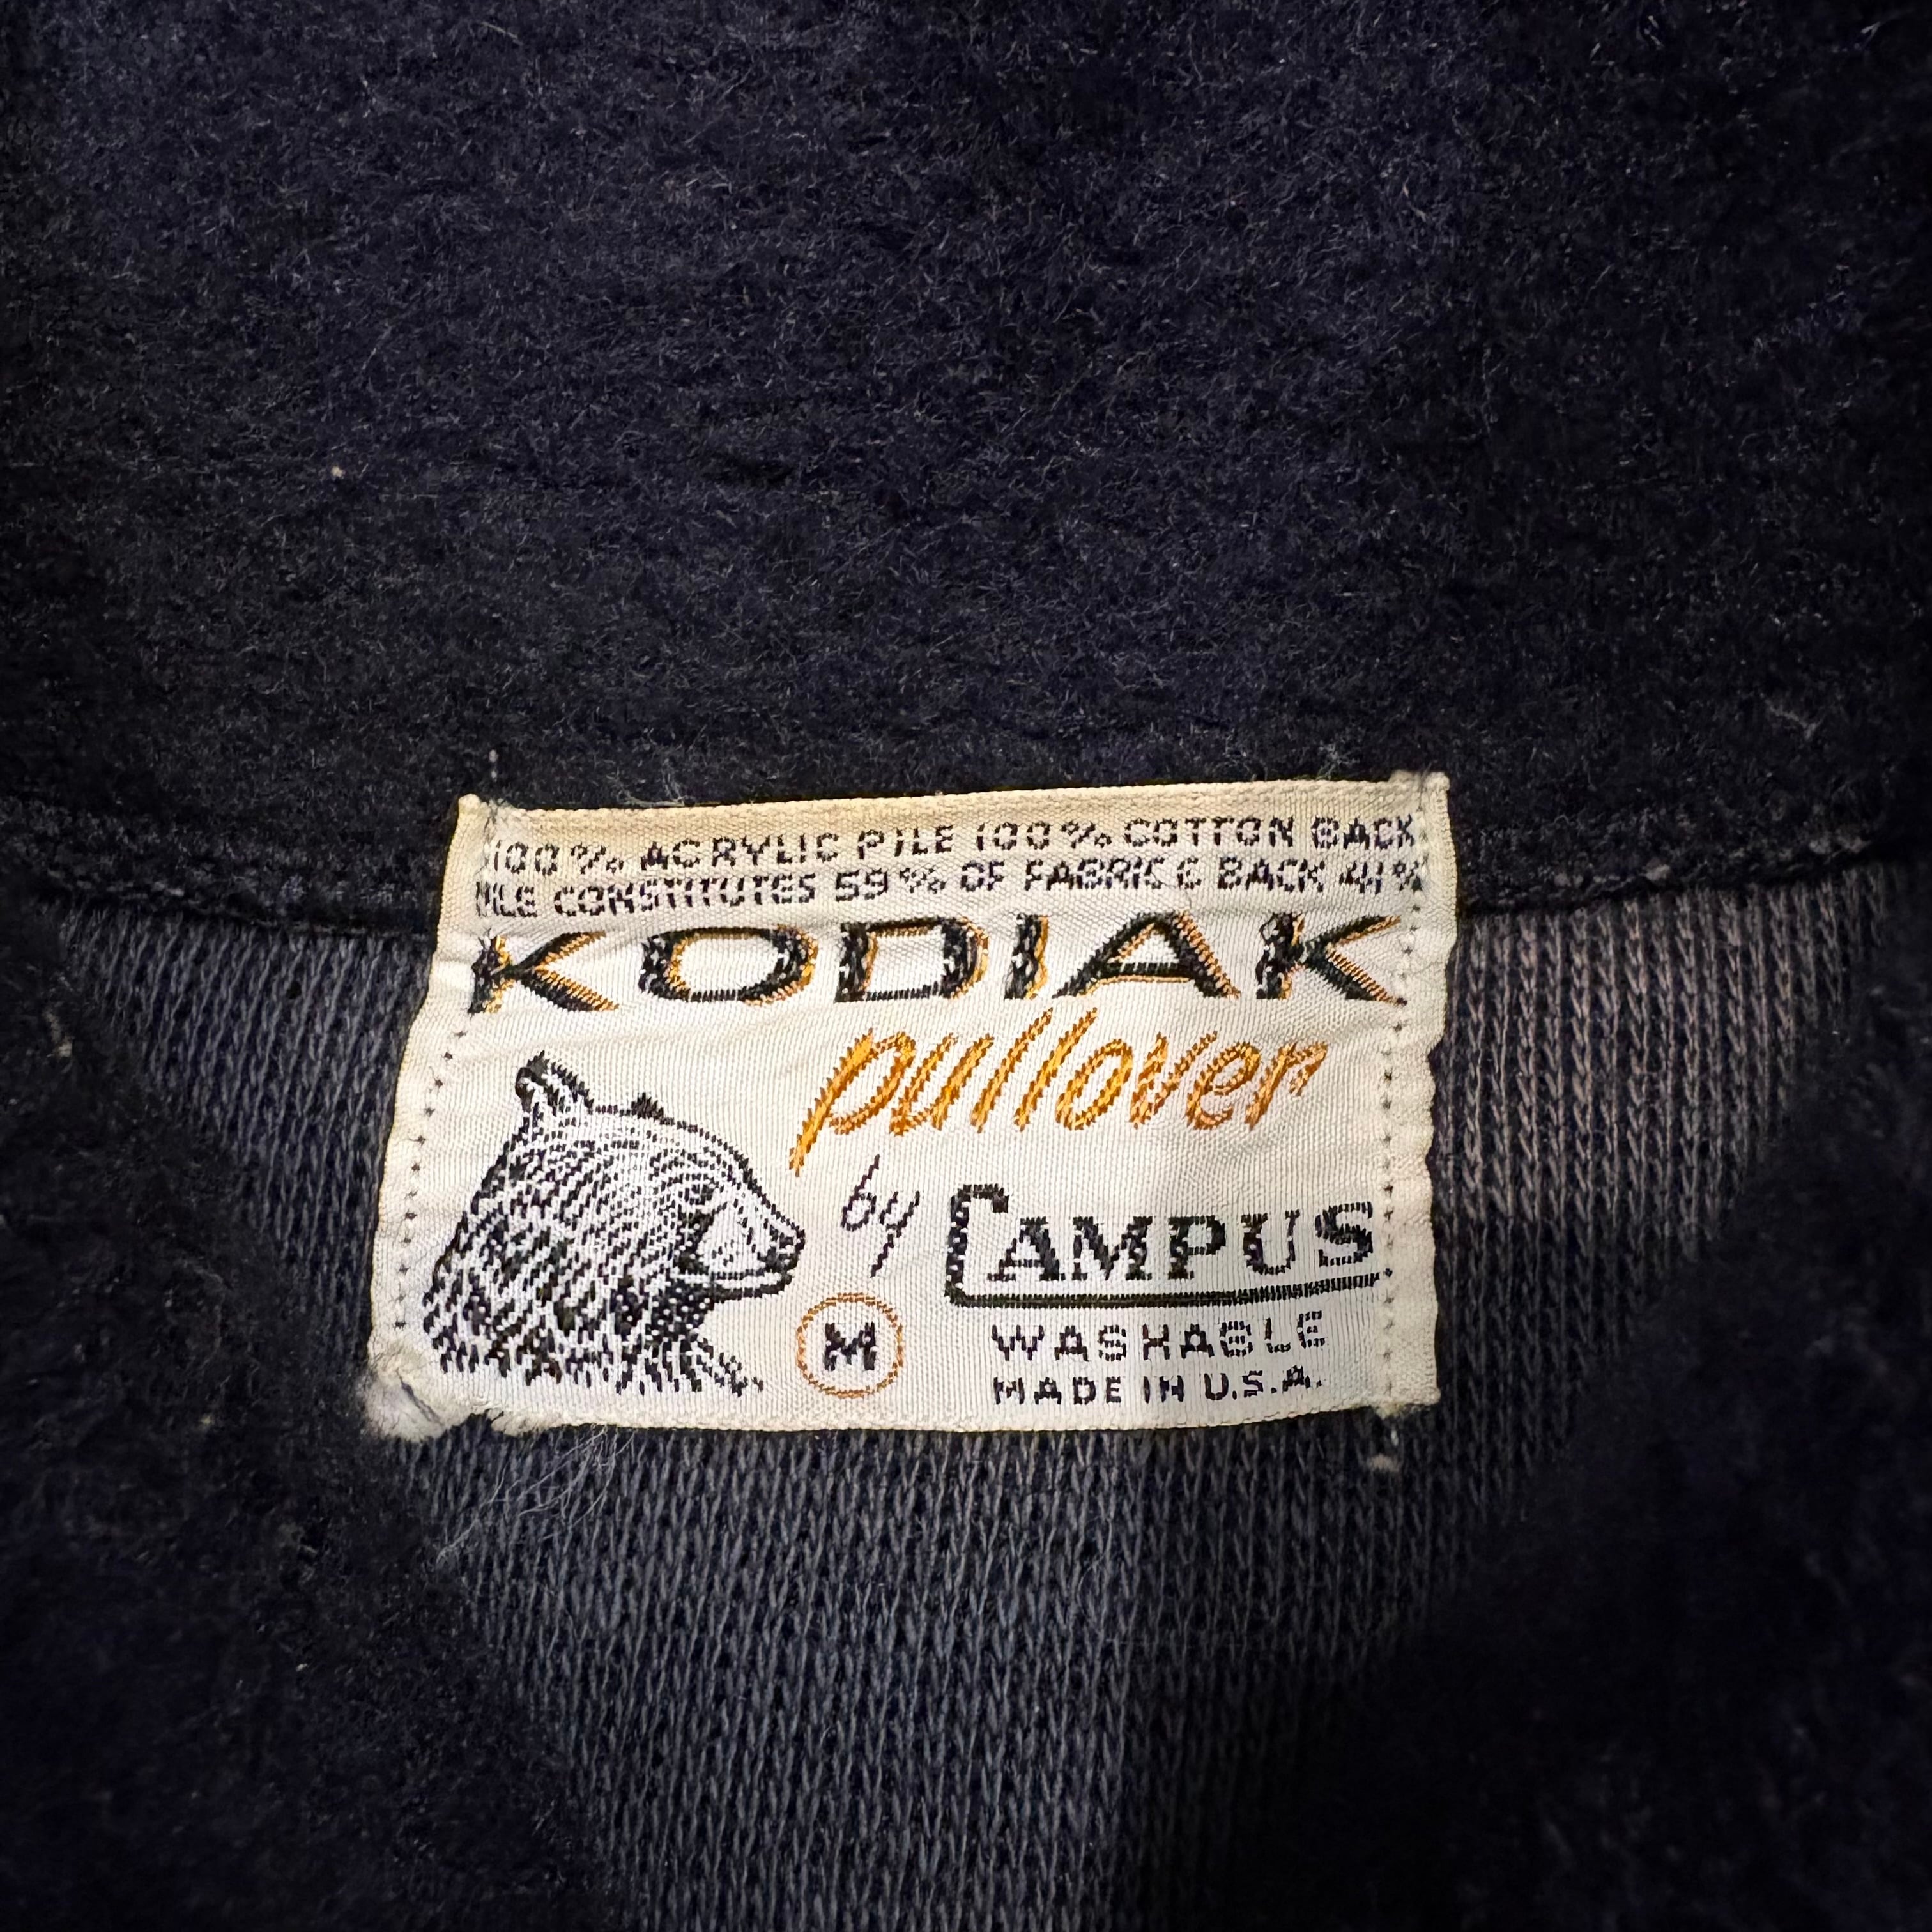 100% ACRYLIC PILE 100% COTTON BACK
PILE CONSTITUTES 59% OF FABRIC & BACK 41%
KODIAK
pullover
by CAMPUS
M
WASHABLE
MADE IN U.S.A.